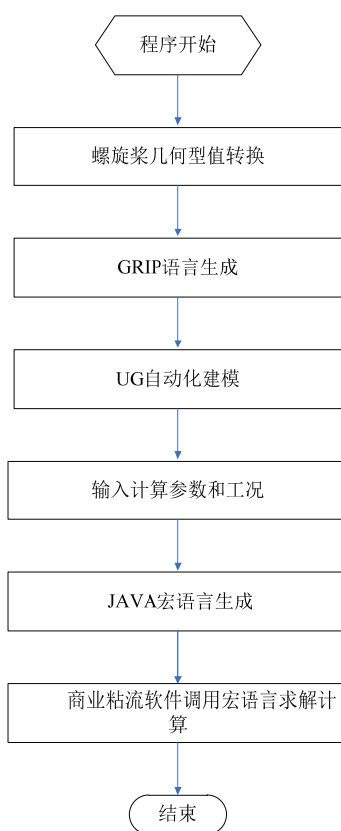 程序开始
螺旋桨几何型值转换
GRIP语言生成
UG自动化建模
输入计算参数和工况
JAVA宏语言生成
商业粘流软件调用宏语言求解计
算
结束